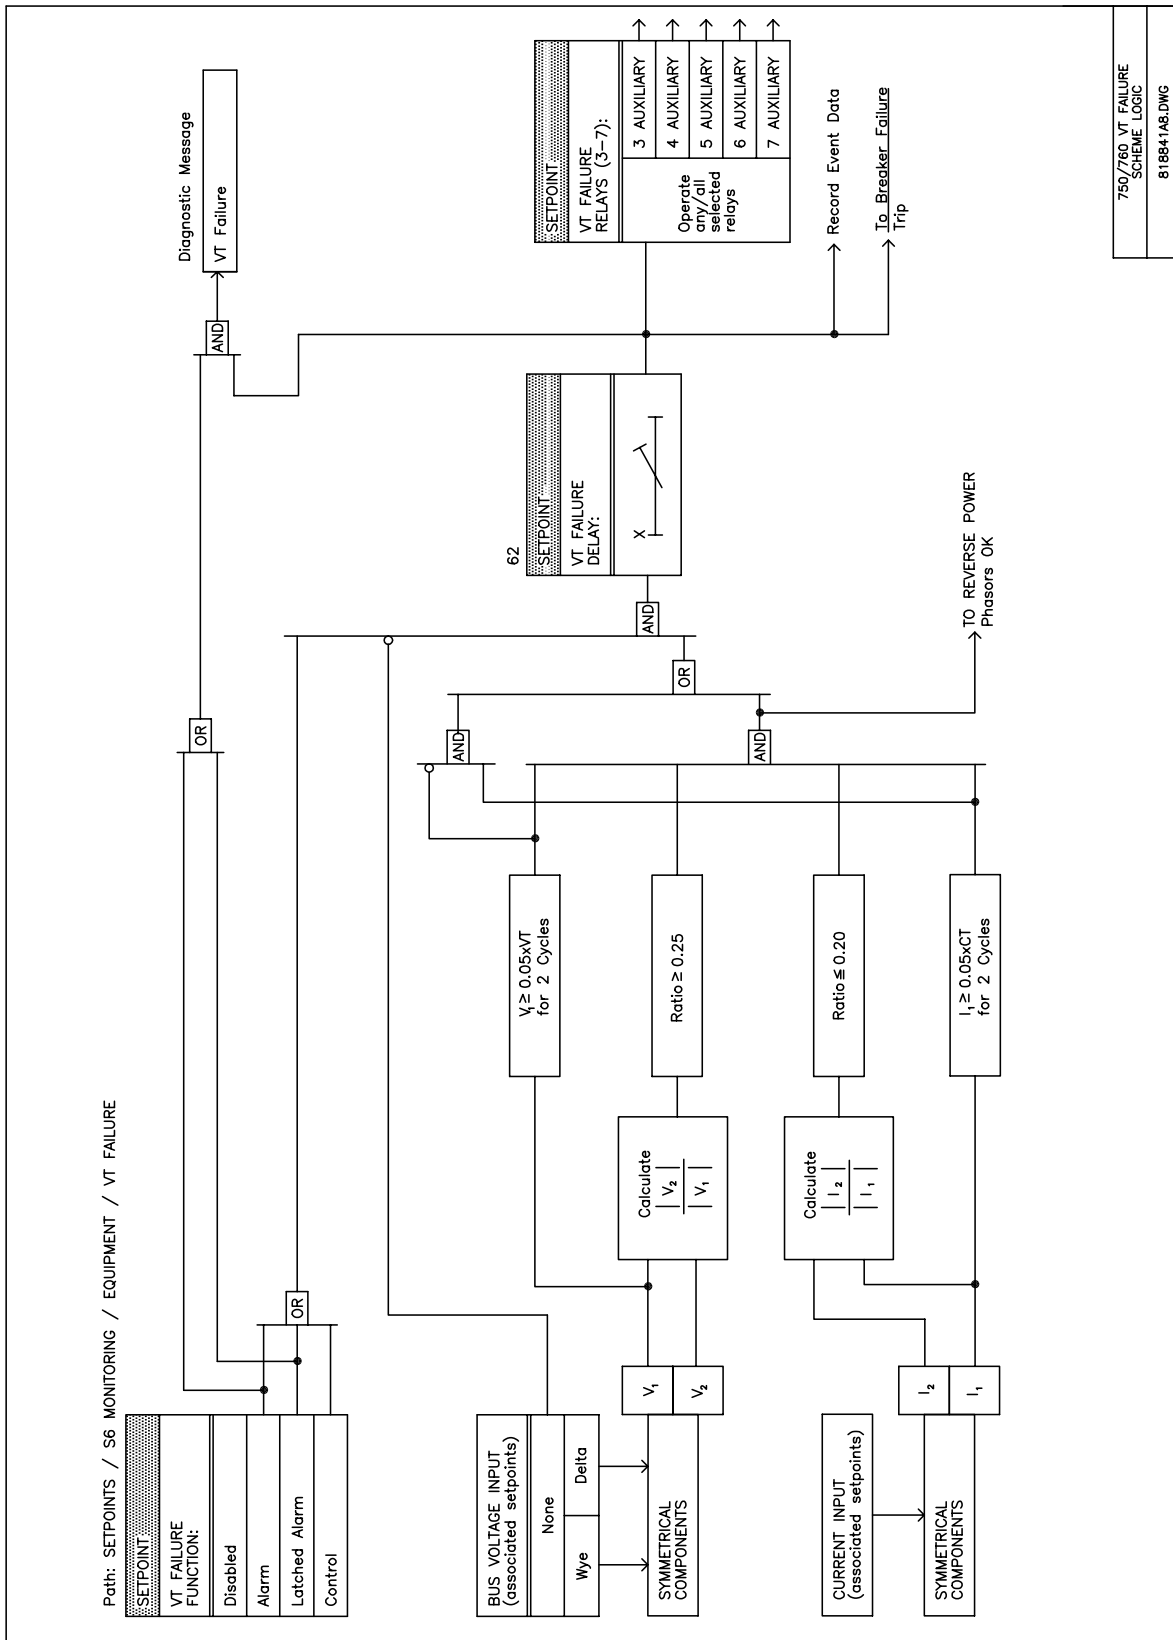 Path: SETPOINTS / S6 MONITORING / EQUIPMENT / VT FAILURE
SETPOINT
VT FAILURE
FUNCTION:
Disabled
Alarm
Latched Alarm
Control
OR
OR
AND
Diagnostic Message
VT Failure
BUS VOLTAGE INPUT
(associated setpoints)
None
Wye
Delta
SYMMETRICAL
COMPONENTS
V₁
V₂
Calculate
| V₂ |
| V₁ |
V₁ ≥ 0.05xVT
for 2 Cycles
Ratio ≥ 0.25
CURRENT INPUT
(associated setpoints)
SYMMETRICAL
COMPONENTS
I₂
I₁
Calculate
| I₂ |
| I₁ |
Ratio ≤ 0.20
I₁ ≥ 0.05xCT
for 2 Cycles
AND
AND
OR
AND
TO REVERSE POWER
Phasors OK
62
SETPOINT
VT FAILURE
DELAY:
X
SETPOINT
VT FAILURE
RELAYS (3-7):
Operate
any/all
selected
relays
3 AUXILIARY
4 AUXILIARY
5 AUXILIARY
6 AUXILIARY
7 AUXILIARY
Record Event Data
To Breaker Failure
Trip
750/760 VT FAILURE
SCHEME LOGIC
818841A8.DWG